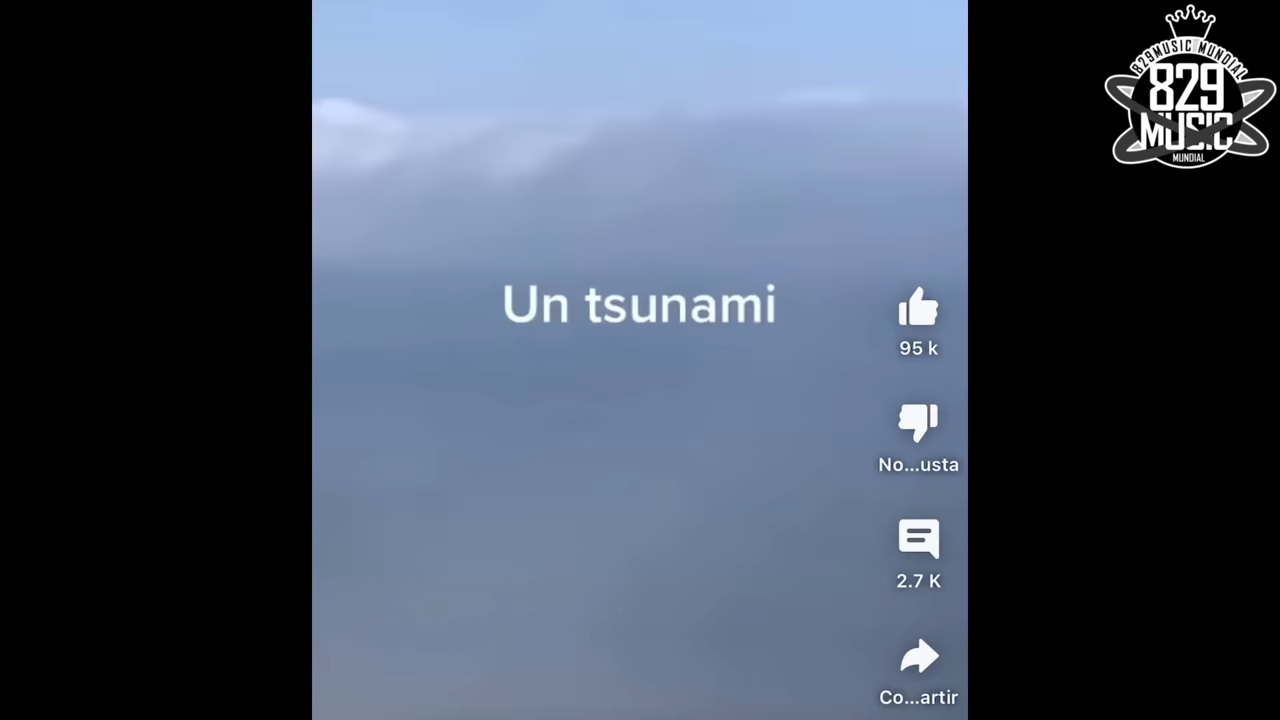 829MUSIC MUNDIAL
829
MUSIC
MUNDIAL
Un tsunami
95 k
No...usta
2.7 K
Co...artir